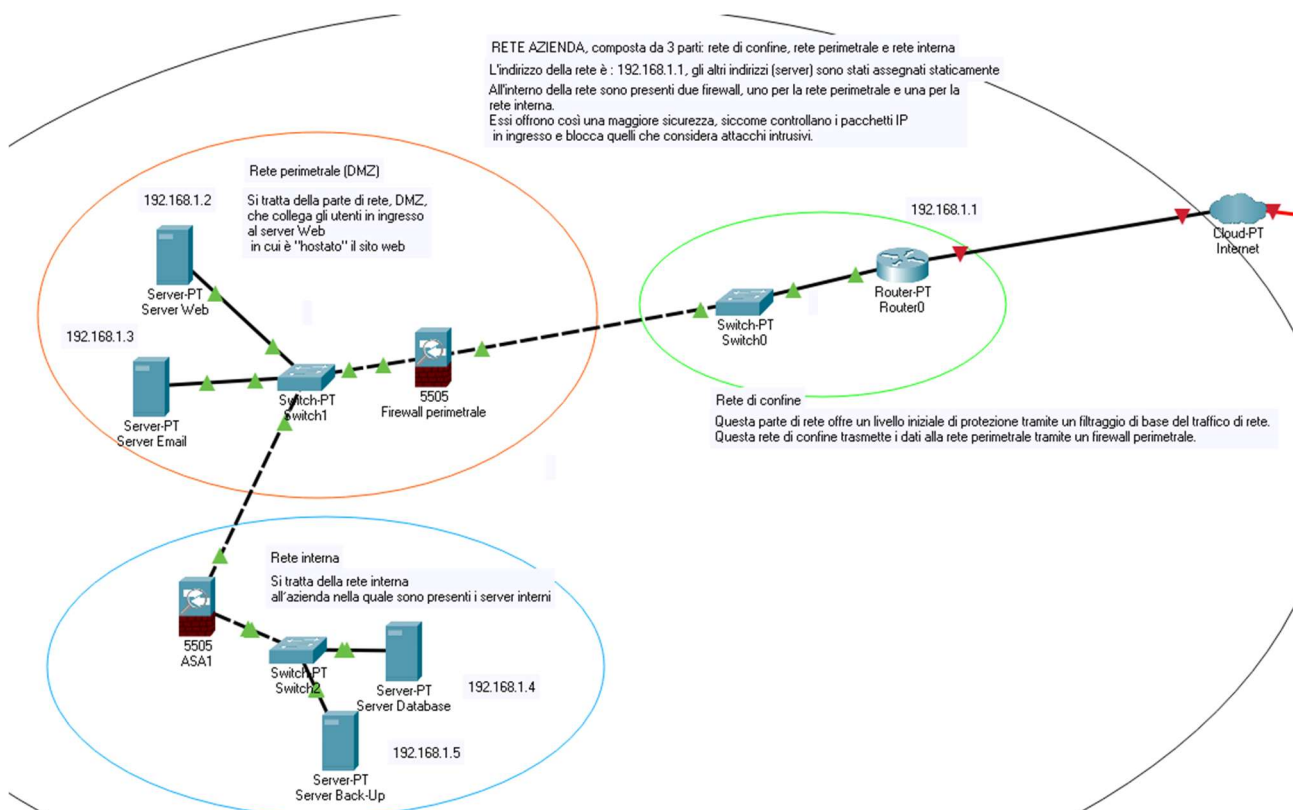 RETE AZIENDA, composta da 3 parti: rete di confine, rete perimetrale e rete interna
L'indirizzo della rete è : 192.168.1.1, gli altri indirizzi (server) sono stati assegnati staticamente
All'interno della rete sono presenti due firewall, uno per la rete perimetrale e una per la
rete interna.
Essi offrono così una maggiore sicurezza, siccome controllano i pacchetti IP
in ingresso e blocca quelli che considera attacchi intrusivi.
Rete perimetrale (DMZ)
Si tratta della parte di rete, DMZ,
che collega gli utenti in ingresso
al server Web
in cui è "hostato" il sito web
192.168.1.2
Server-PT
Server Web
192.168.1.3
Server-PT
Server Email
Switch-PT
Switch1
5505
Firewall perimetrale
192.168.1.1
Switch-PT
Switch0
Router-PT
Router0
Cloud-PT
Internet
Rete di confine
Questa parte di rete offre un livello iniziale di protezione tramite un filtraggio di base del traffico di rete.
Questa rete di confine trasmette i dati alla rete perimetrale tramite un firewall perimetrale.
Rete interna
Si tratta della rete interna
all'azienda nella quale sono presenti i server interni
5505
ASA1
Switch-PT
Switch2
Server-PT
Server Database
192.168.1.4
Server-PT
Server Back-Up
192.168.1.5